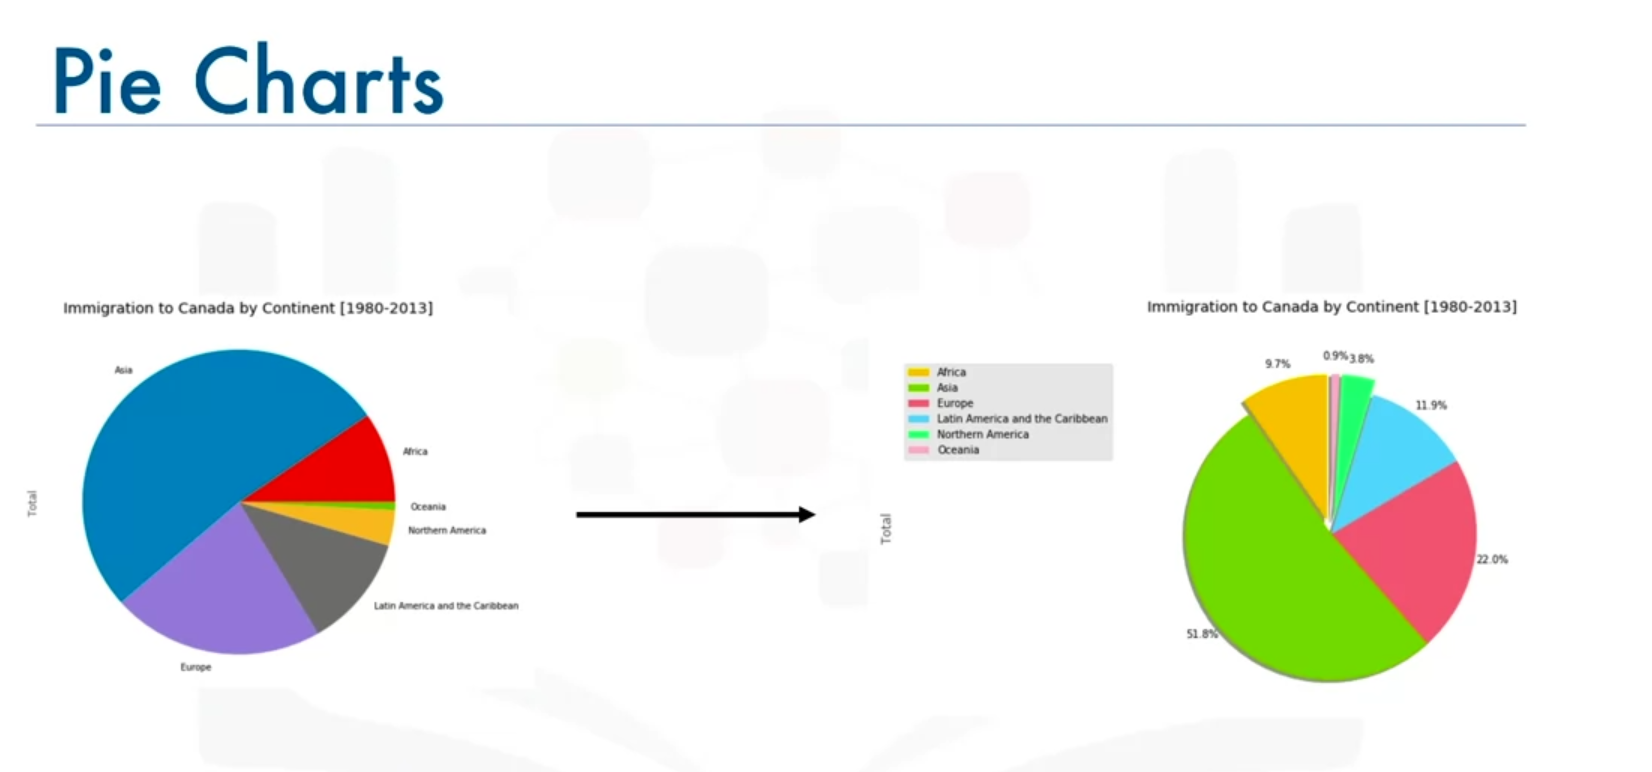 Pie Charts
Immigration to Canada by Continent [1980-2013]
Asia
Africa
Oceania
Northern America
Latin America and the Caribbean
Europe
Total
Immigration to Canada by Continent [1980-2013]
Africa
Asia
Europe
Latin America and the Caribbean
Northern America
Oceania
Total
9.7%
0.9%
3.8%
11.9%
22.0%
51.8%